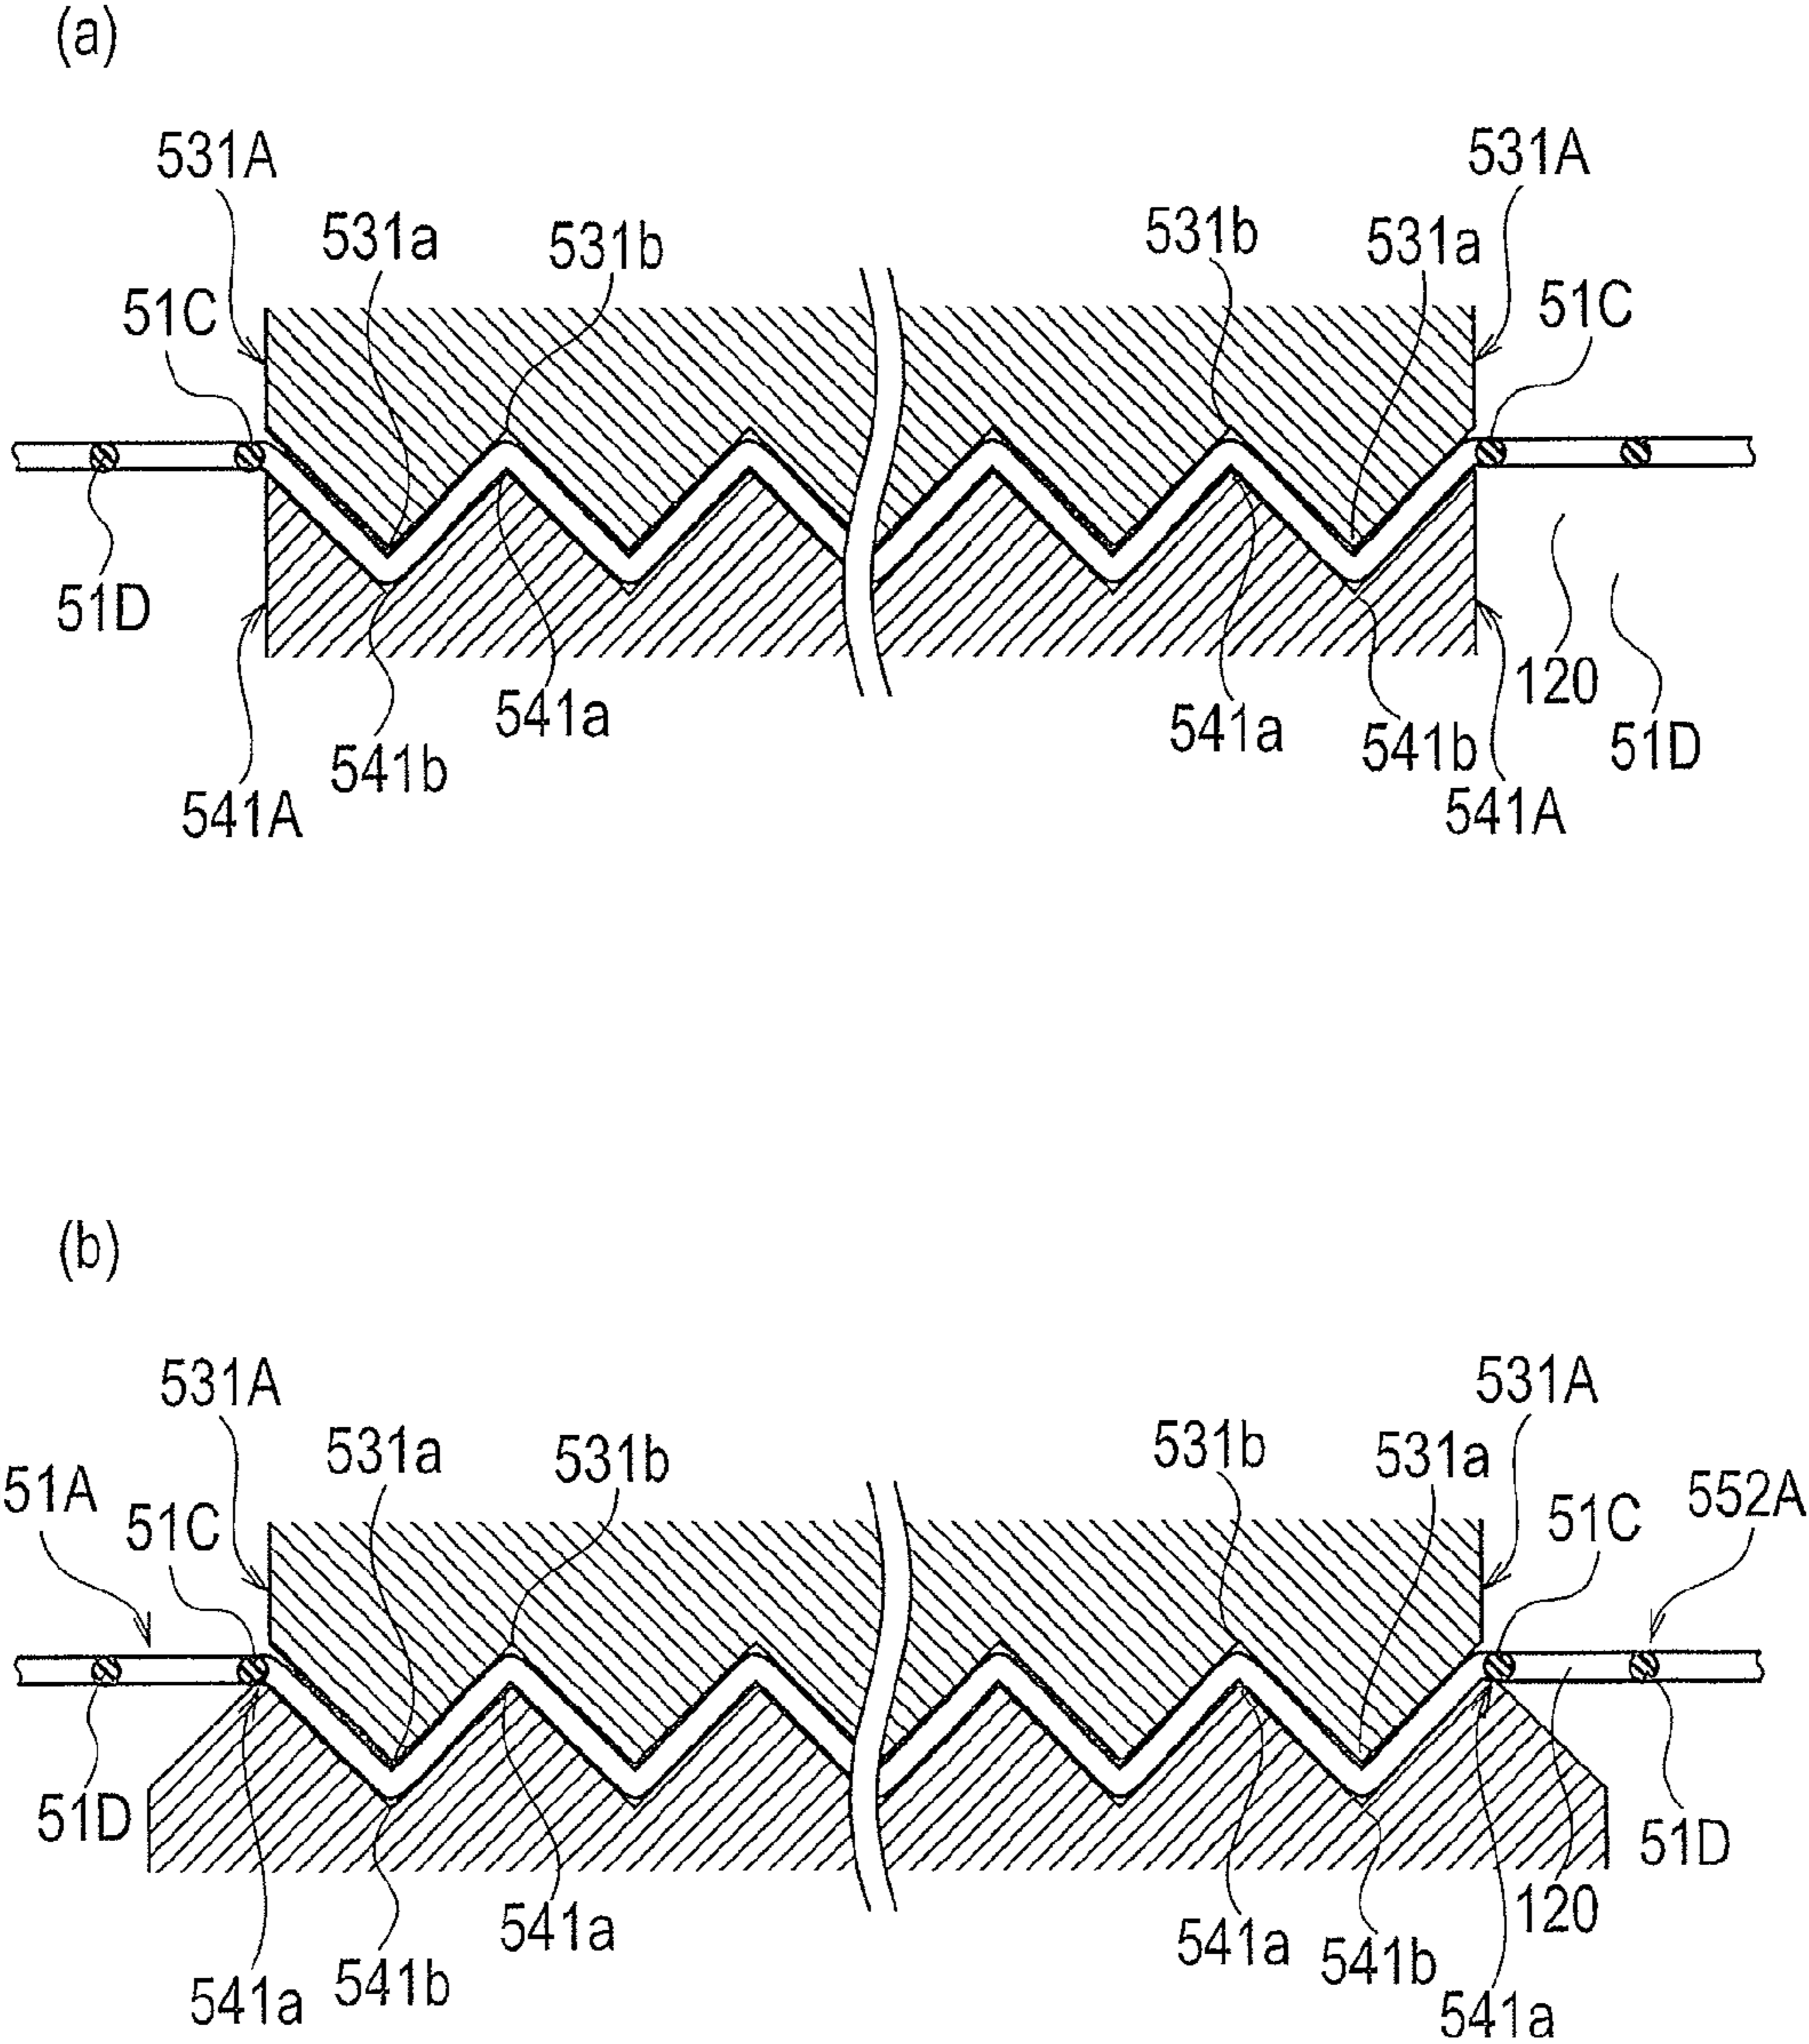 (a)
531A 531A
531a 531b 531b 531a
51C 51C
51D 120
541a 541a 541b 51D
541b
541A 541A
(b)
531A 531A
531a 531b 531b 531a
51A 51C 51C 552A
51D 51D
541a 541a 120
541a 541b 541b 541a